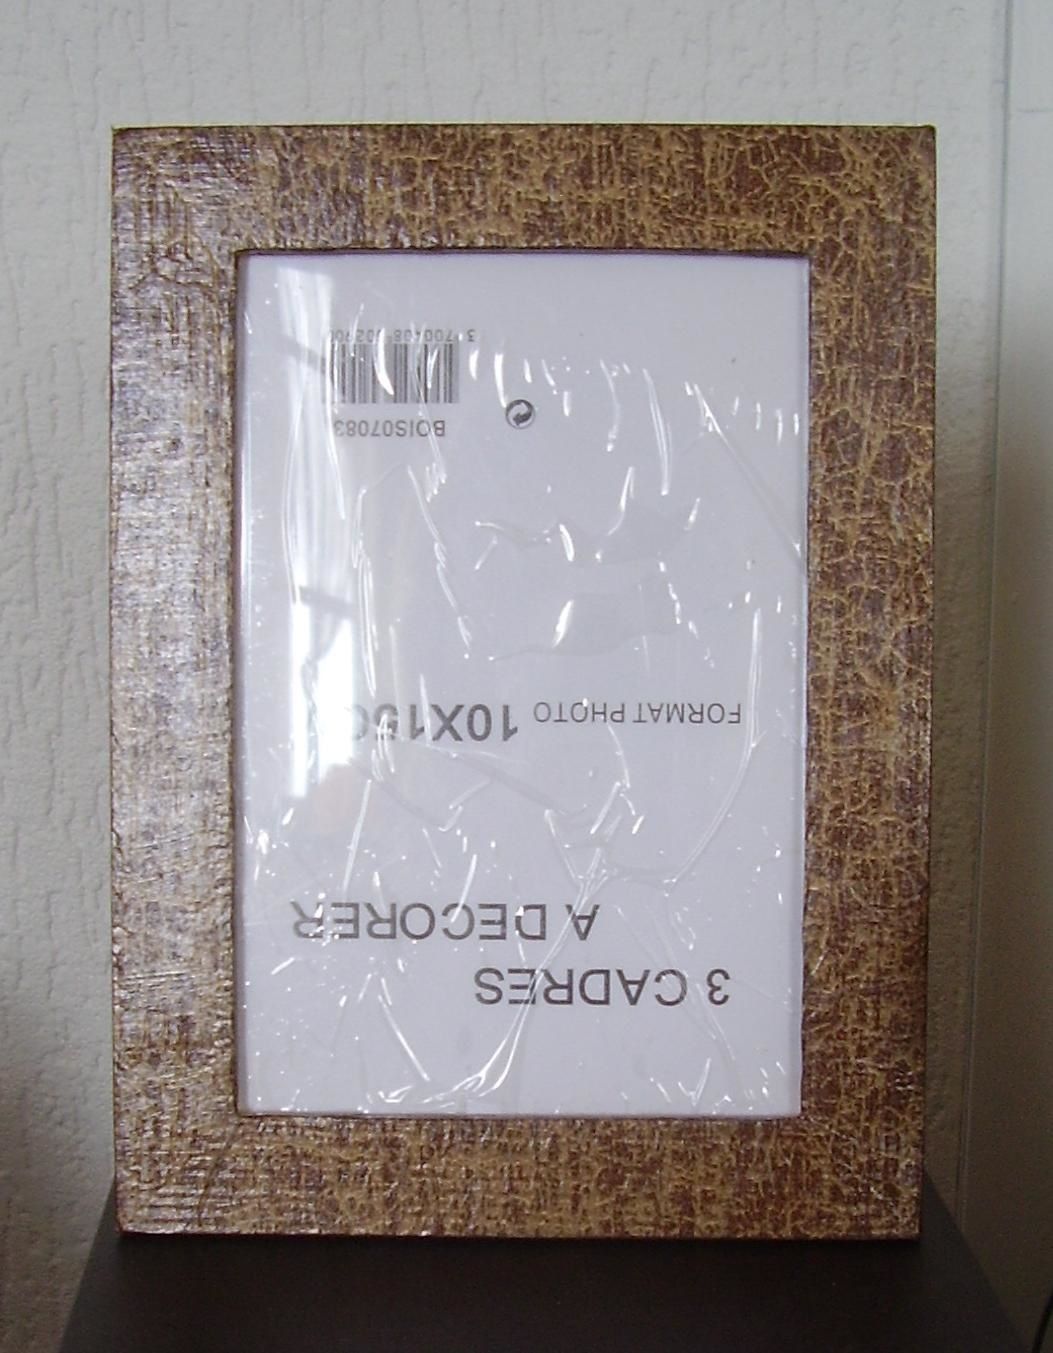 3 CADRES
A DECORER
FORMAT PHOTO 10X15
BOIS07083